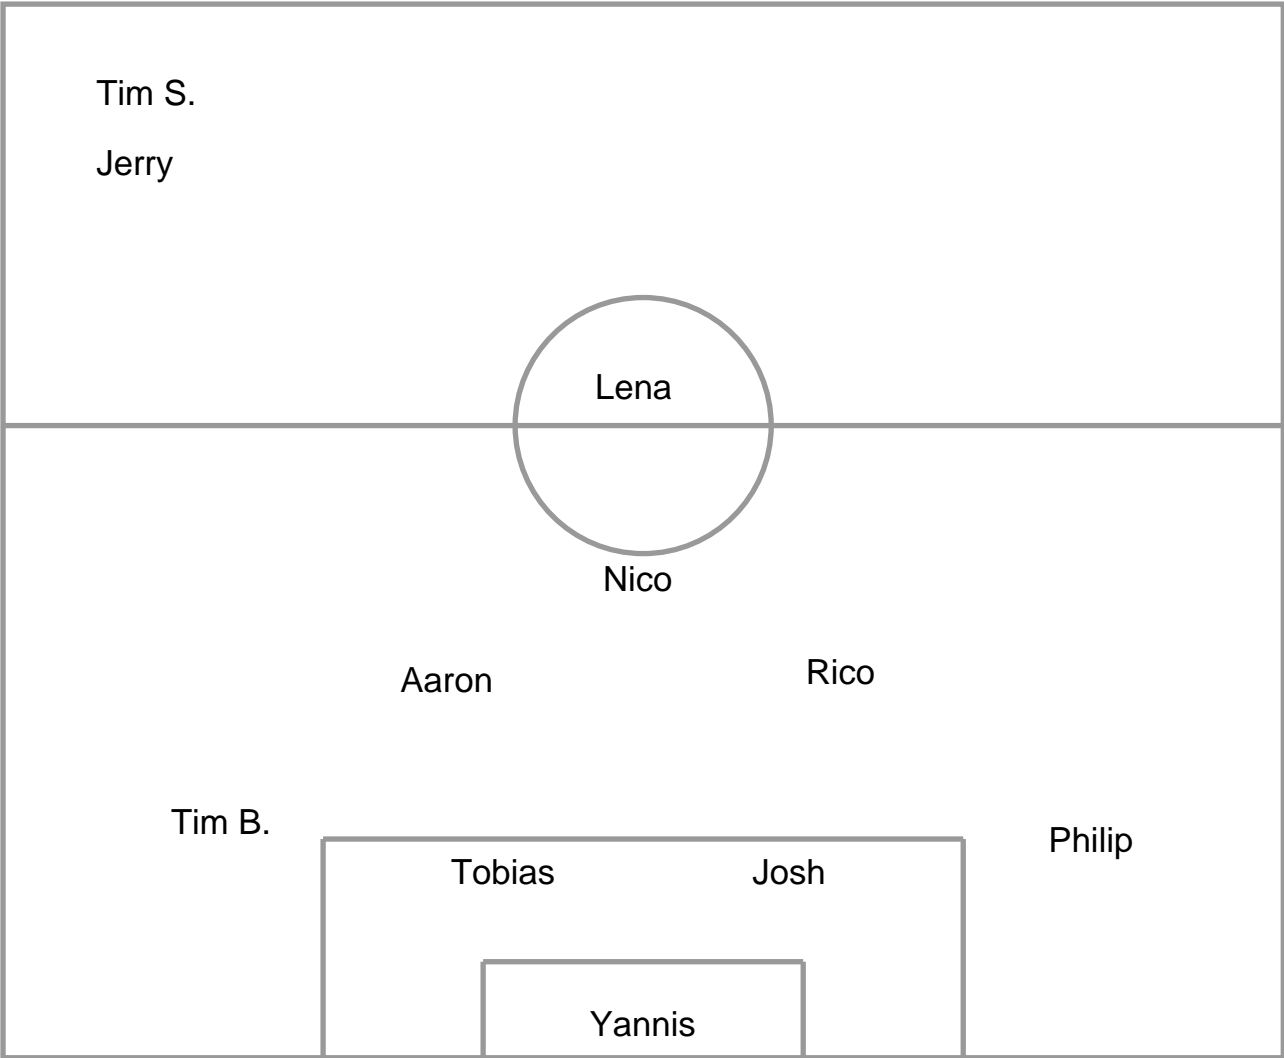 Tim S.
Jerry
Lena
Nico
Aaron
Rico
Tim B.
Philip
Tobias
Josh
Yannis